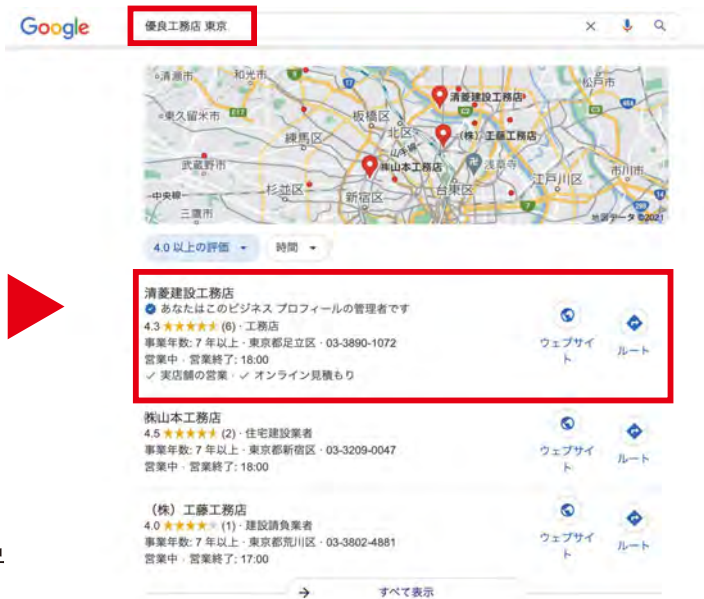 Google
優良工務店 東京
清瀬市
和光市
松戸市
清菱建設工務店
東久留米市
板橋区
練馬区
北区
(株) 工藤工務店
山手線
武蔵野市
㈱山本工務店
浅草寺
江戸川区
市川市
中央線
杉並区
新宿区
台東区
三鷹市
地図データ ©2021
4.0 以上の評価
時間
清菱建設工務店
あなたはこのビジネス プロフィールの管理者です
4.3 ★★★★★ (6) · 工務店
事業年数: 7 年以上 · 東京都足立区 · 03-3890-1072
営業中 · 営業終了: 18:00
✓ 実店舗の営業 · ✓ オンライン見積もり
ウェブサイ
ト
ルート
㈱山本工務店
4.5 ★★★★★ (2) · 住宅建設業者
事業年数: 7 年以上 · 東京都新宿区 · 03-3209-0047
営業中 · 営業終了: 18:00
ウェブサイ
ト
ルート
（株）工藤工務店
4.0 ★★★★★ (1) · 建設請負業者
事業年数: 7 年以上 · 東京都荒川区 · 03-3802-4881
営業中 · 営業終了: 17:00
ウェブサイ
ト
ルート
→ すべて表示